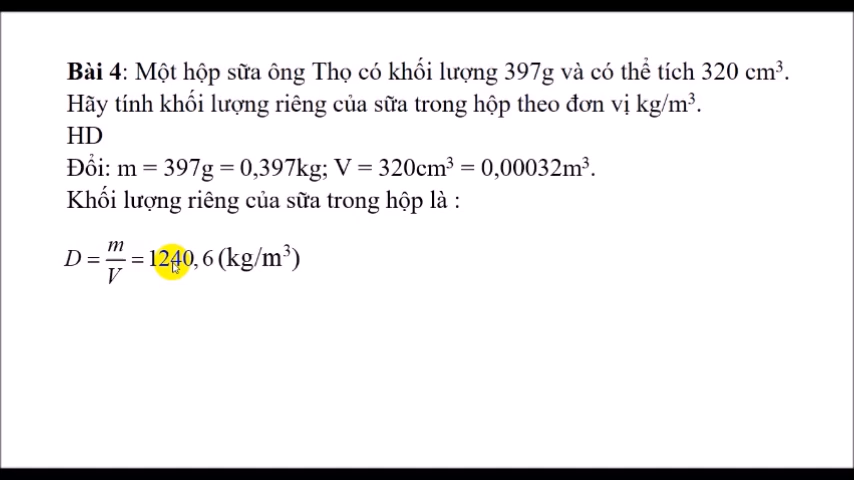 Bài 4: Một hộp sữa ông Thọ có khối lượng 397g và có thể tích 320 cm³.
Hãy tính khối lượng riêng của sữa trong hộp theo đơn vị kg/m³.
HD
Đổi: m = 397g = 0,397kg; V = 320cm³ = 0,00032m³.
Khối lượng riêng của sữa trong hộp là :
D = m/V = 1240,6 (kg/m³)